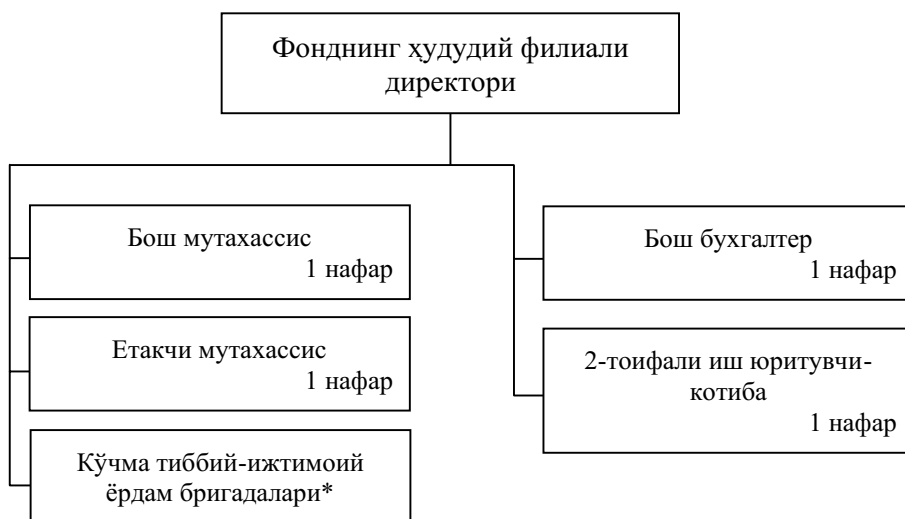 Фонднинг ҳудудий филиали
директори
Бош мутахассис
1 нафар
Етакчи мутахассис
1 нафар
Кўчма тиббий-ижтимоий
ёрдам бригадалари*
Бош бухгалтер
1 нафар
2-тоифали иш юритувчи-
котиба
1 нафар